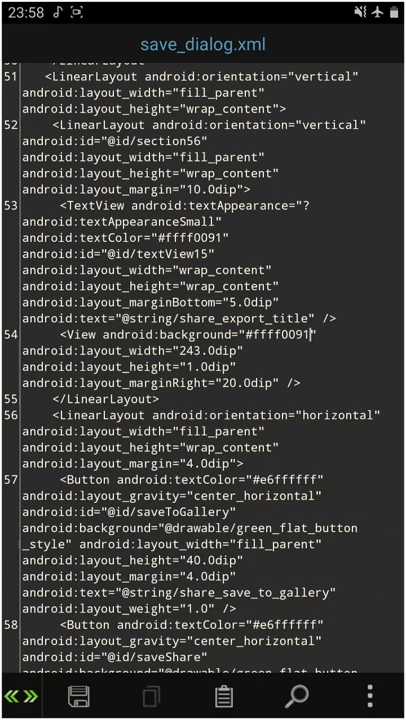 23:58
save_dialog.xml
50 </LinearLayout>
51 <LinearLayout android:orientation="vertical"
android:layout_width="fill_parent"
android:layout_height="wrap_content">
52 <LinearLayout android:orientation="vertical"
android:id="@id/section56"
android:layout_width="fill_parent"
android:layout_height="wrap_content"
android:layout_margin="10.0dip">
53 <TextView android:textAppearance="?
android:textAppearanceSmall"
android:textColor="#ffff0091"
android:id="@id/textView15"
android:layout_width="wrap_content"
android:layout_height="wrap_content"
android:layout_marginBottom="5.0dip"
android:text="@string/share_export_title" />
54 <View android:background="#ffff0091"
android:layout_width="243.0dip"
android:layout_height="1.0dip"
android:layout_marginRight="20.0dip" />
55 </LinearLayout>
56 <LinearLayout android:orientation="horizontal"
android:layout_width="fill_parent"
android:layout_height="wrap_content"
android:layout_margin="4.0dip">
57 <Button android:textColor="#e6ffffff"
android:layout_gravity="center_horizontal"
android:id="@id/saveToGallery"
android:background="@drawable/green_flat_button
_style" android:layout_width="fill_parent"
android:layout_height="40.0dip"
android:layout_margin="4.0dip"
android:text="@string/share_save_to_gallery"
android:layout_weight="1.0" />
58 <Button android:textColor="#e6ffffff"
android:layout_gravity="center_horizontal"
android:id="@id/saveShare"
android:background="@drawable/green_flat_button